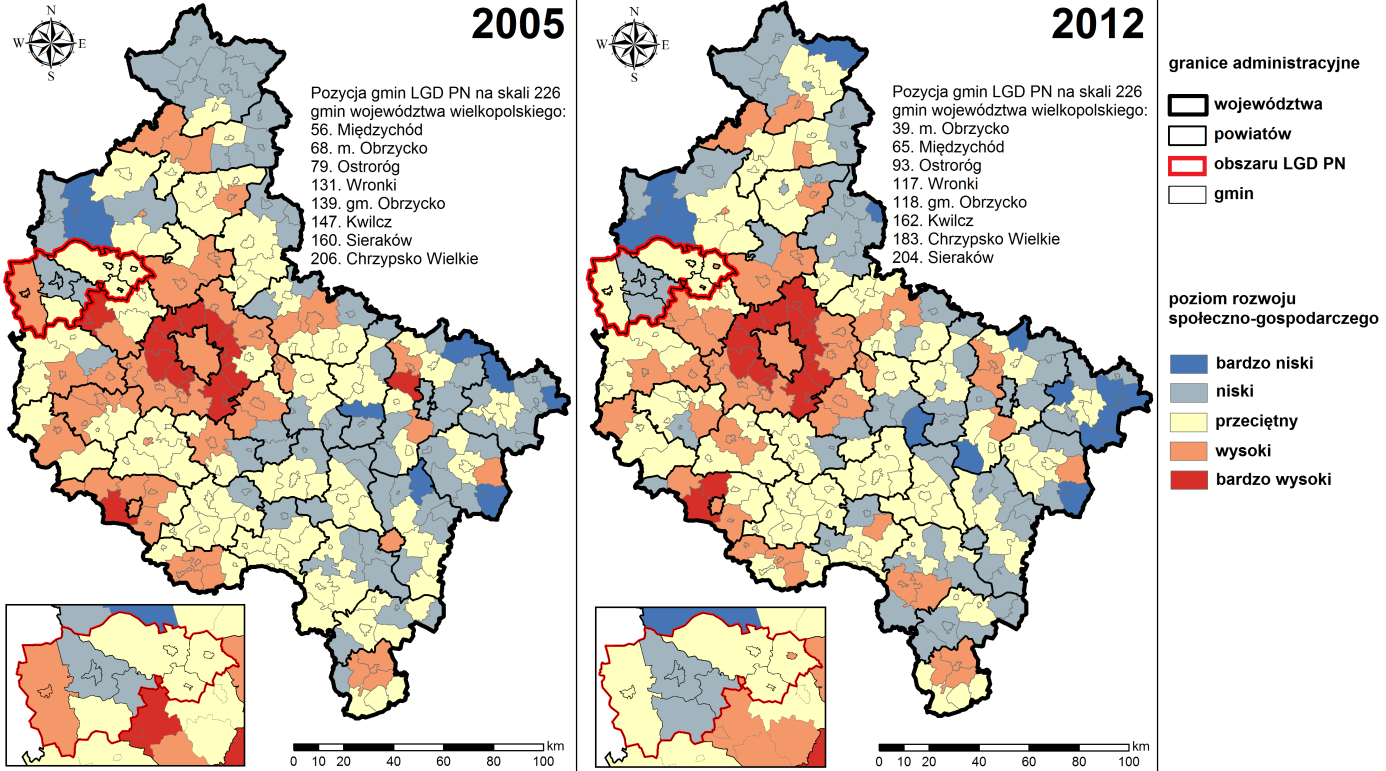 2005
N
W
E
S
Pozycja gmin LGD PN na skali 226
gmin województwa wielkopolskiego:
56. Międzychód
68. m. Obrzycko
79. Ostroróg
131. Wronki
139. gm. Obrzycko
147. Kwilcz
160. Sieraków
206. Chrzypsko Wielkie
km
0 10 20 40 60 80 100
2012
N
W
E
S
Pozycja gmin LGD PN na skali 226
gmin województwa wielkopolskiego:
39. m. Obrzycko
65. Międzychód
93. Ostroróg
117. Wronki
118. gm. Obrzycko
162. Kwilcz
183. Chrzypsko Wielkie
204. Sieraków
km
0 10 20 40 60 80 100
granice administracyjne
województwa
powiatów
obszaru LGD PN
gmin
poziom rozwoju
społeczno-gospodarczego
bardzo niski
niski
przeciętny
wysoki
bardzo wysoki